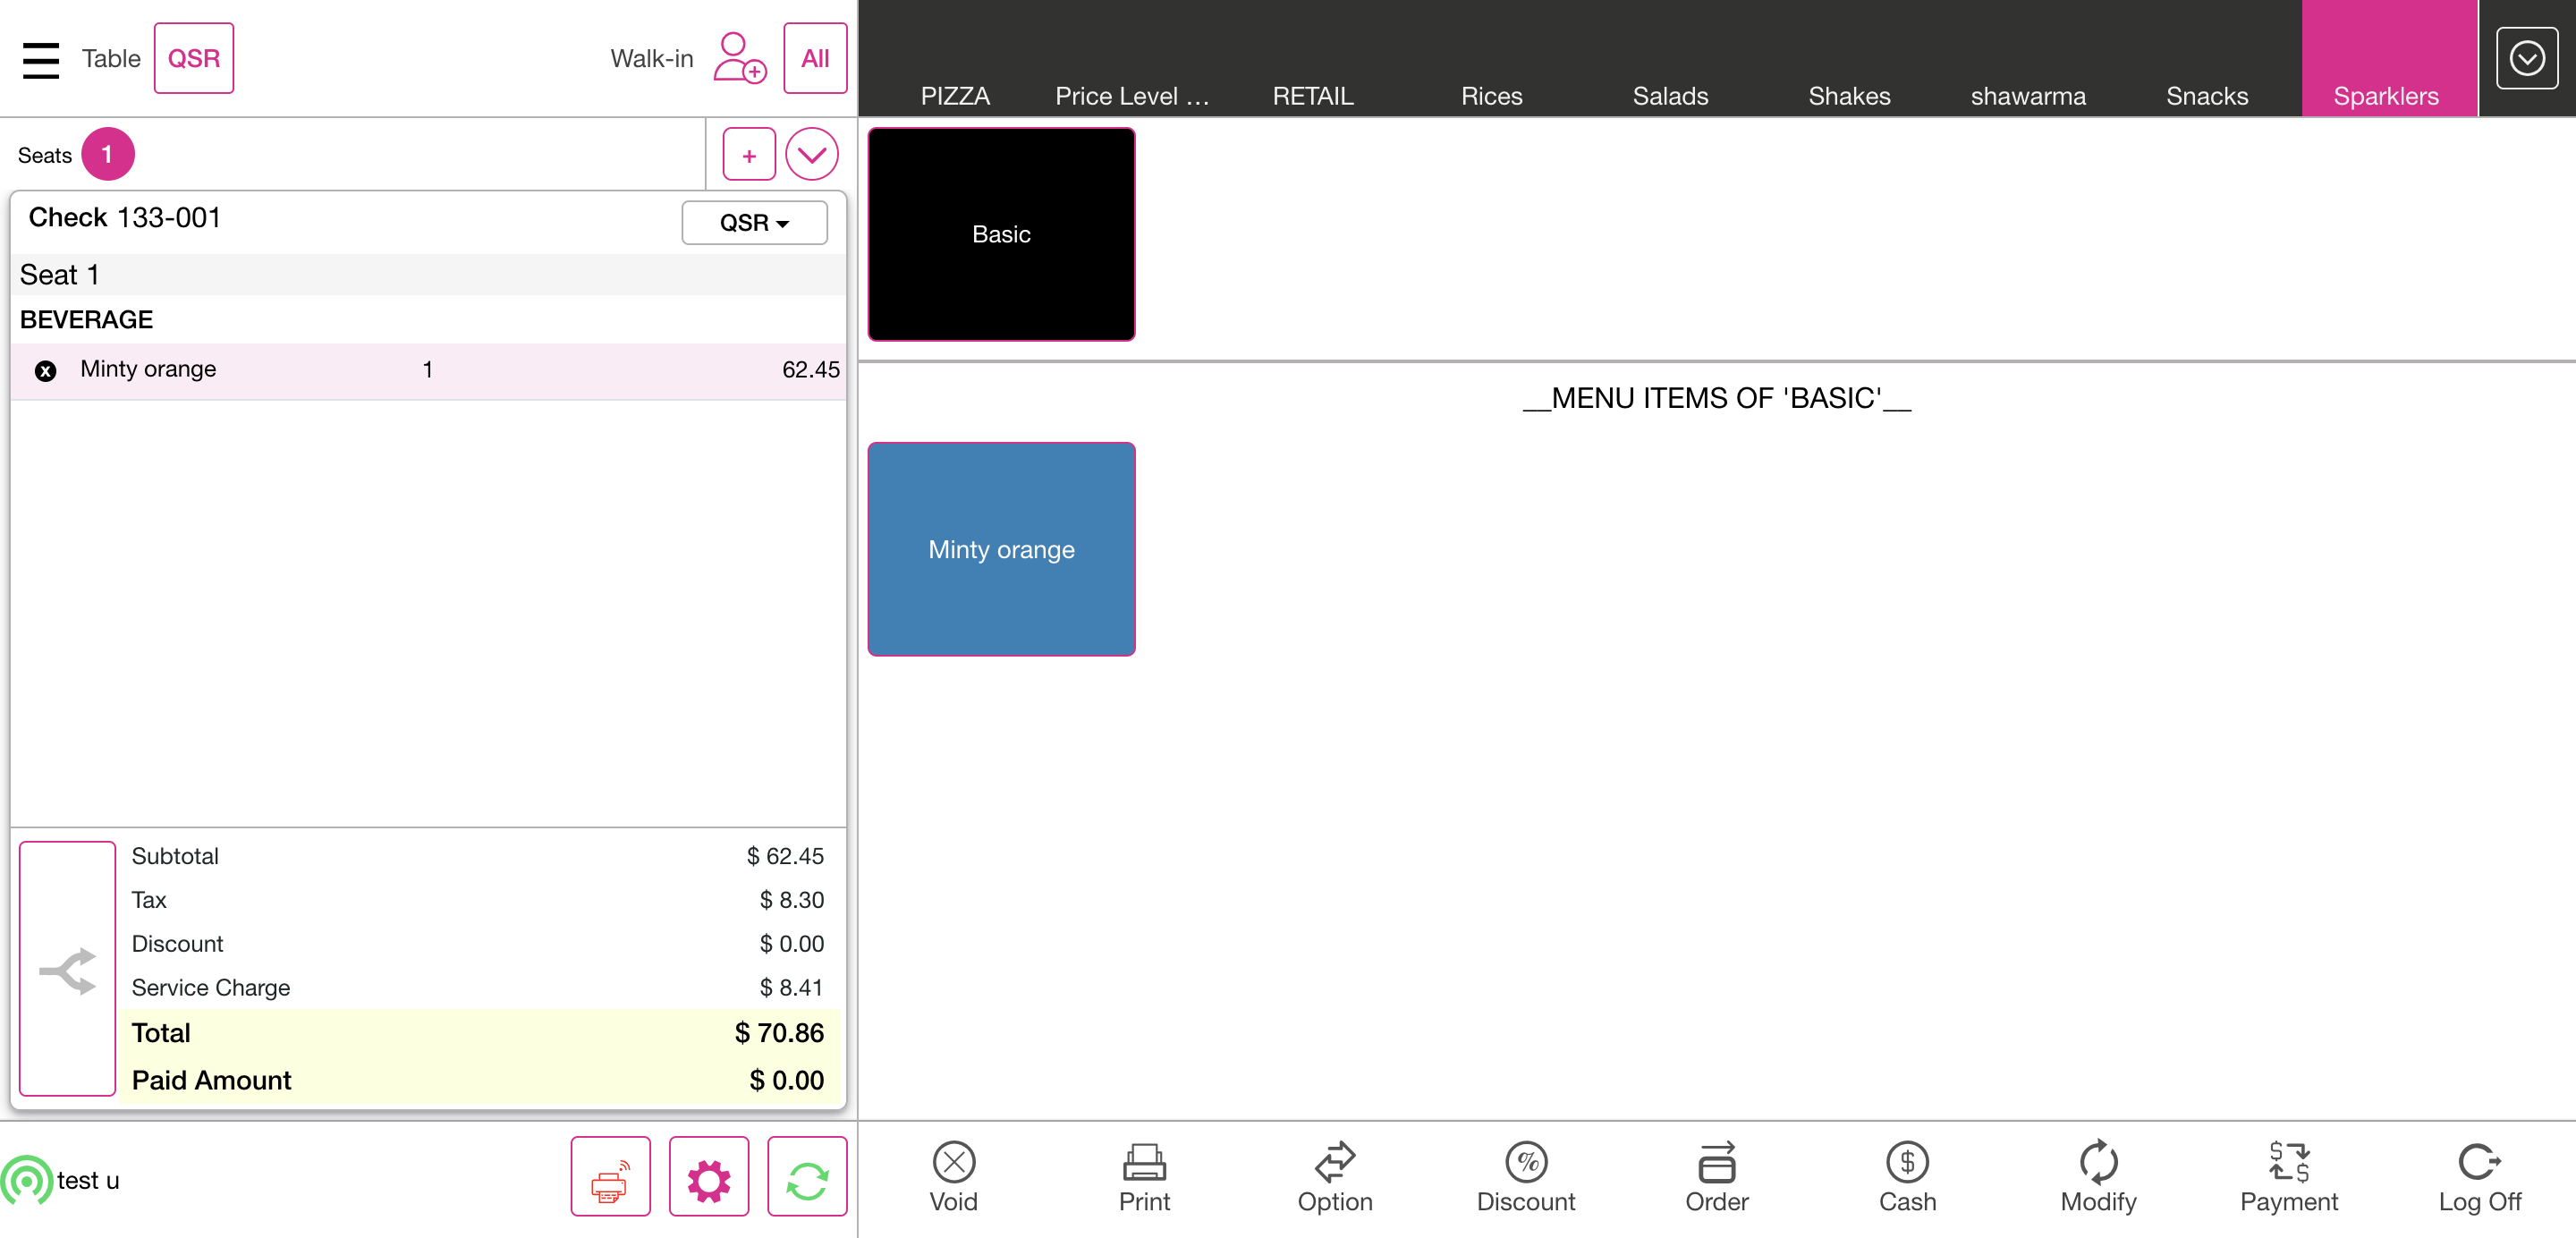 Table QSR Walk-in All
PIZZA Price Level ... RETAIL Rices Salads Shakes shawarma Snacks Sparklers
Seats 1 +
Check 133-001 QSR
Seat 1
BEVERAGE
x Minty orange 1 62.45
Subtotal $ 62.45
Tax $ 8.30
Discount $ 0.00
Service Charge $ 8.41
Total $ 70.86
Paid Amount $ 0.00
test u
Basic
__MENU ITEMS OF 'BASIC'__
Minty orange
Void Print Option Discount Order Cash Modify Payment Log Off